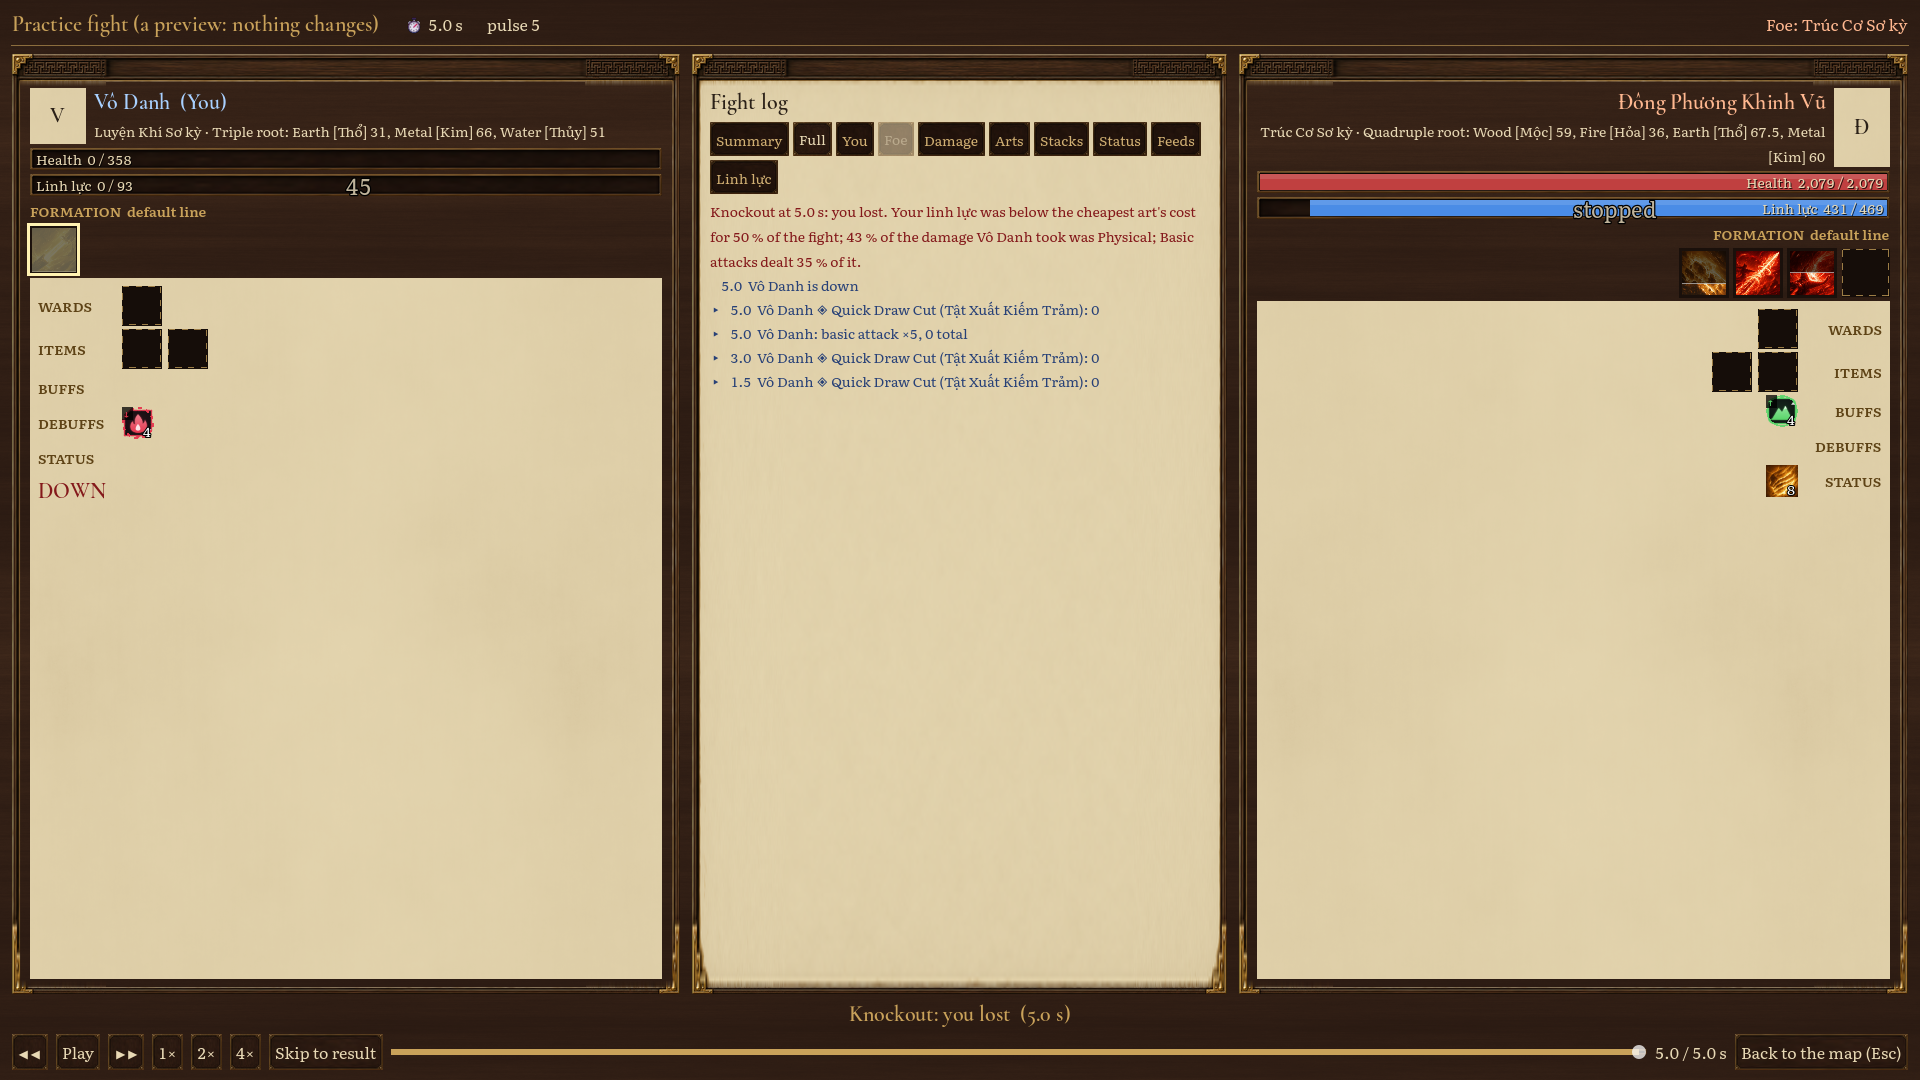 Practice fight (a preview: nothing changes) 5.0 s pulse 5
Foe: Trúc Cơ Sơ kỳ
V
Vô Danh (You)
Luyện Khí Sơ kỳ · Triple root: Earth [Thổ] 31, Metal [Kim] 66, Water [Thủy] 51
Health 0 / 358
Linh lực 0 / 93
45
FORMATION default line
WARDS
ITEMS
BUFFS
DEBUFFS
4
STATUS
DOWN
Fight log
Summary Full You Foe Damage Arts Stacks Status Feeds
Linh lực
Knockout at 5.0 s: you lost. Your linh lực was below the cheapest art's cost
for 50 % of the fight; 43 % of the damage Vô Danh took was Physical; Basic
attacks dealt 35 % of it.
5.0 Vô Danh is down
‣ 5.0 Vô Danh ◈ Quick Draw Cut (Tật Xuất Kiếm Trảm): 0
‣ 5.0 Vô Danh: basic attack ×5, 0 total
‣ 3.0 Vô Danh ◈ Quick Draw Cut (Tật Xuất Kiếm Trảm): 0
‣ 1.5 Vô Danh ◈ Quick Draw Cut (Tật Xuất Kiếm Trảm): 0
Đông Phương Khinh Vũ
Đ
Trúc Cơ Sơ kỳ · Quadruple root: Wood [Mộc] 59, Fire [Hỏa] 36, Earth [Thổ] 67.5, Metal
[Kim] 60
Health 2,079 / 2,079
stopped
Linh lực 431 / 469
FORMATION default line
WARDS
ITEMS
4
BUFFS
DEBUFFS
8
STATUS
Knockout: you lost (5.0 s)
◄◄ Play ►► 1× 2× 4× Skip to result
5.0 / 5.0 s
Back to the map (Esc)